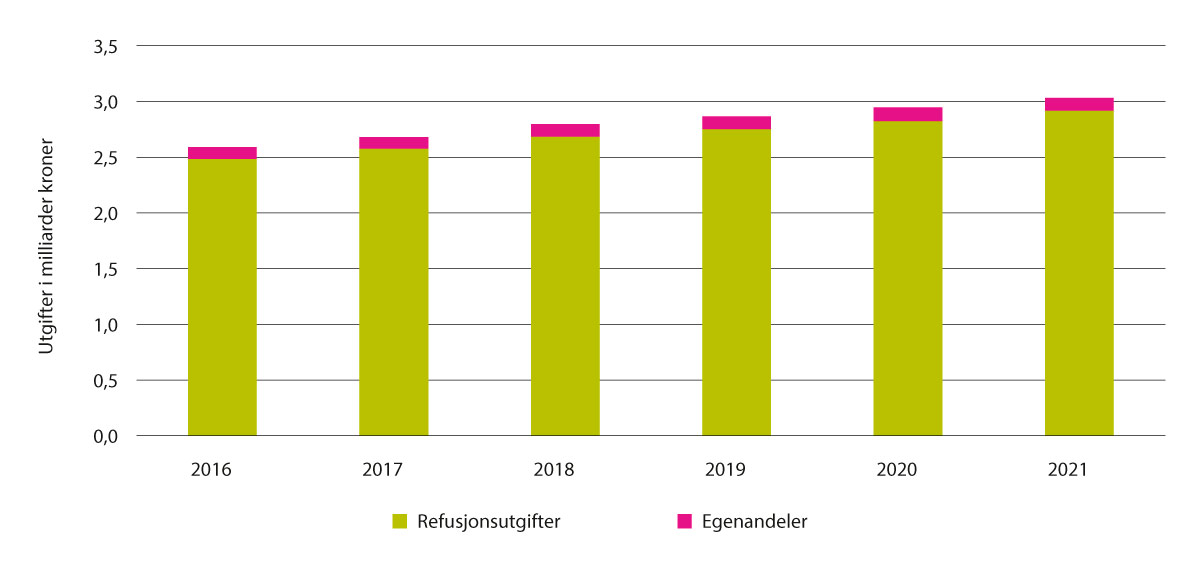 Utgifter i milliarder kroner
3,5
3,0
2,5
2,0
1,5
1,0
0,5
0,0
2016 2017 2018 2019 2020 2021
Refusjonsutgifter Egenandeler